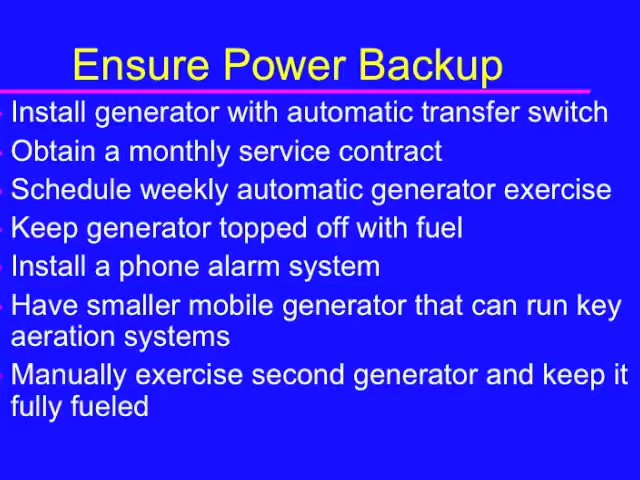 Ensure Power Backup
Install generator with automatic transfer switch
Obtain a monthly service contract
Schedule weekly automatic generator exercise
Keep generator topped off with fuel
Install a phone alarm system
Have smaller mobile generator that can run key
aeration systems
Manually exercise second generator and keep it
fully fueled